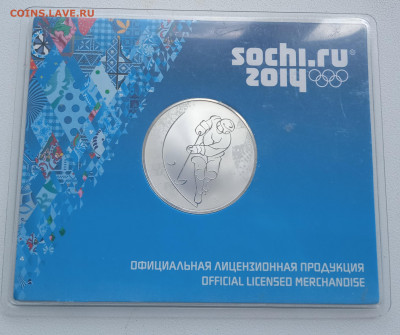 COINS.LAVE.RU
sochi.ru
2014
ОФИЦИАЛЬНАЯ ЛИЦЕНЗИОННАЯ ПРОДУКЦИЯ
OFFICIAL LICENSED MERCHANDISE